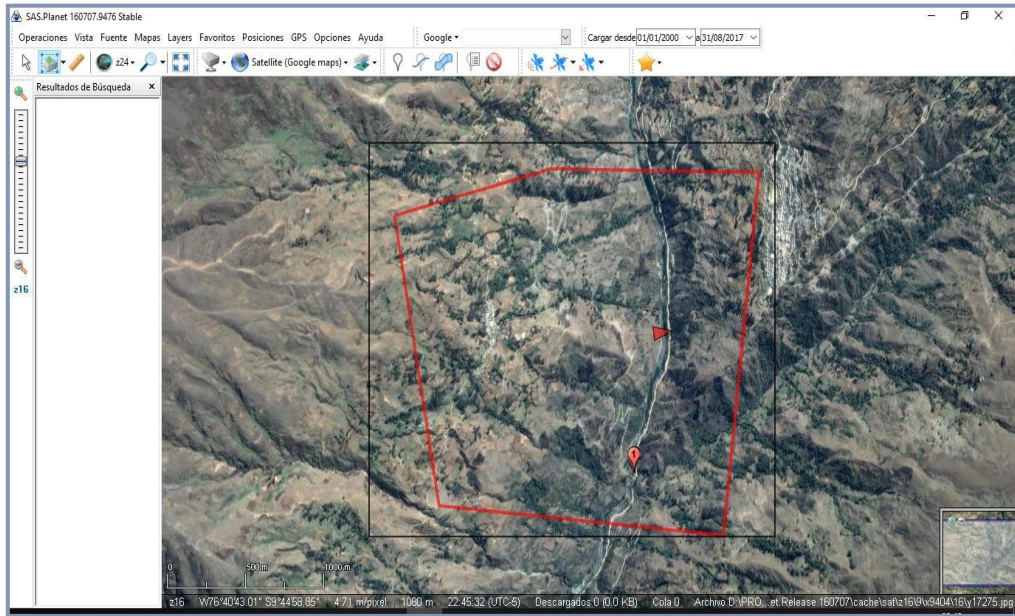 SAS.Planet 160707.9476 Stable
Operaciones Vista Fuente Mapas Layers Favoritos Posiciones GPS Opciones Ayuda Google Cargar desde 01/01/2000 a 31/08/2017
z24 Satellite (Google maps)
Resultados de Búsqueda x
z16
1
0 500 m 1000 m
z16 W76°40'43.01" S9°44'58.85" 4.71 m/pixel 1080 m 22:45:32 (UTC-5) Descargados 0 (0.0 KB) Cola 0 Archivo D:\PRO...et.Release.160707\cache\sat\z16\9\x9404\16\y17275.jpg